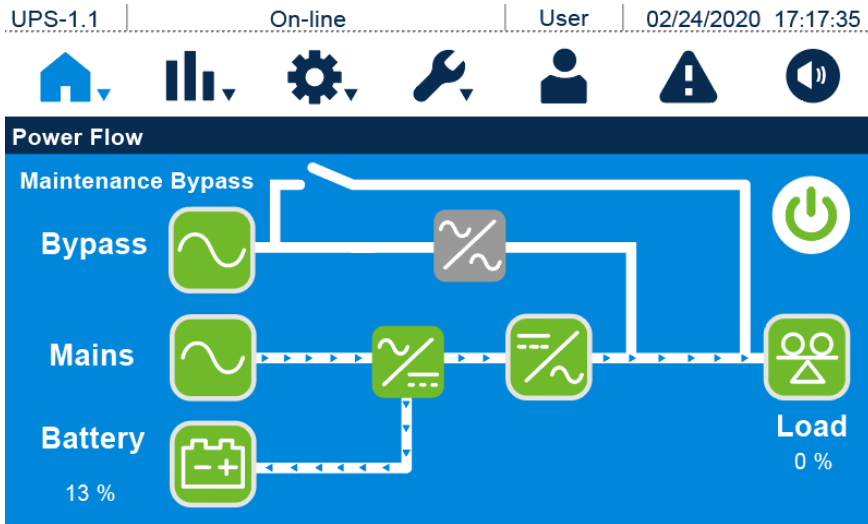 UPS-1.1 On-line User 02/24/2020 17:17:35
Power Flow
Maintenance Bypass
Bypass
Mains
Battery
13 %
Load
0 %